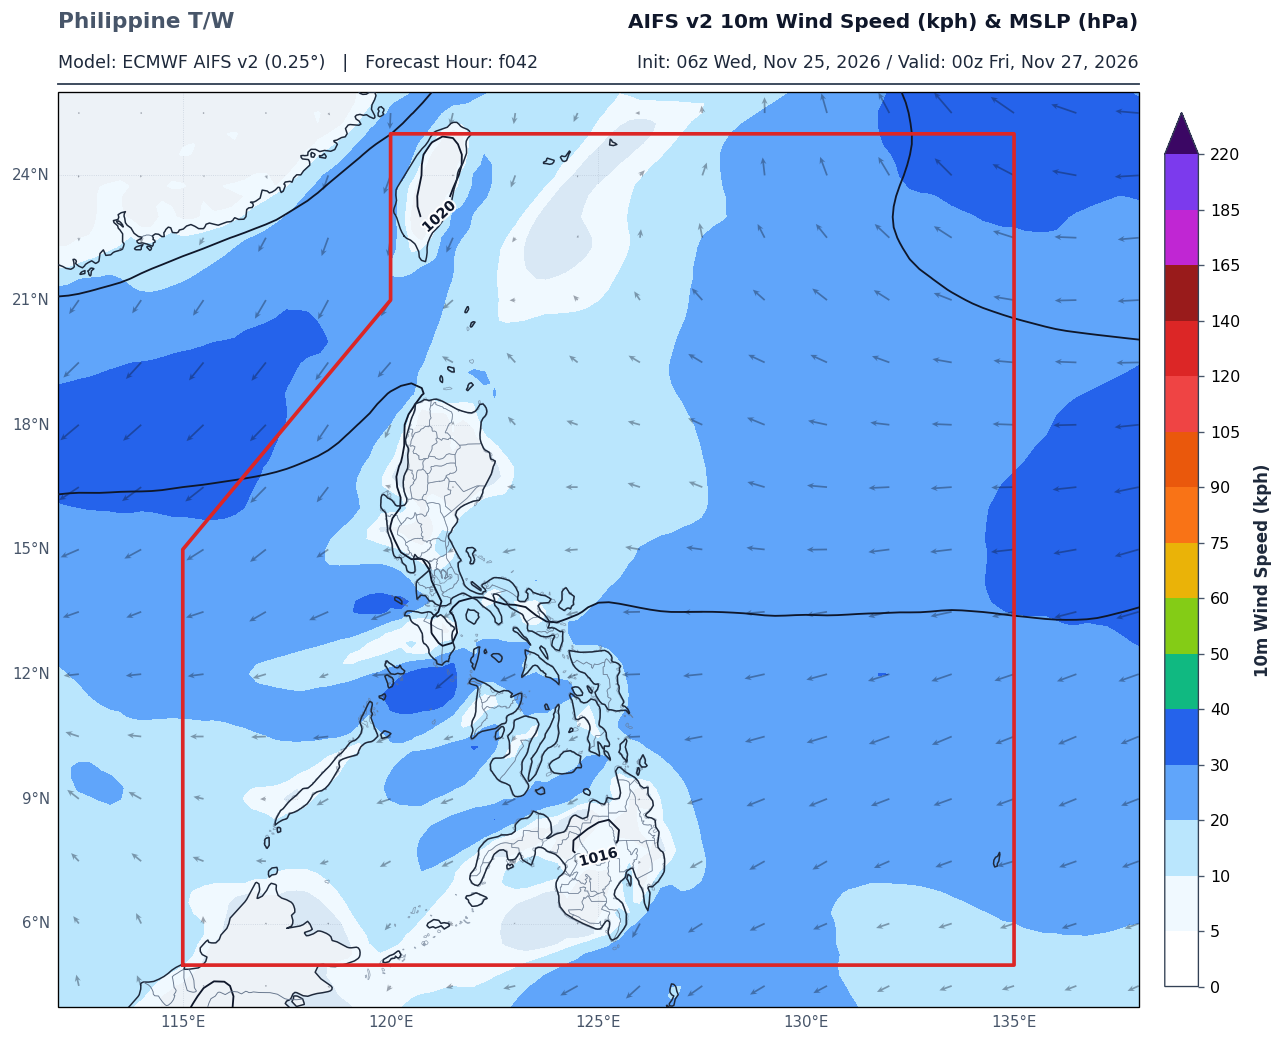 Philippine T/W
AIFS v2 10m Wind Speed (kph) & MSLP (hPa)
Model: ECMWF AIFS v2 (0.25°) | Forecast Hour: f042
Init: 06z Wed, Nov 25, 2026 / Valid: 00z Fri, Nov 27, 2026
24°N
21°N
18°N
15°N
12°N
9°N
6°N
115°E
120°E
125°E
130°E
135°E
1020
1016
220
185
165
140
120
105
90
75
60
50
40
30
20
10
5
0
10m Wind Speed (kph)